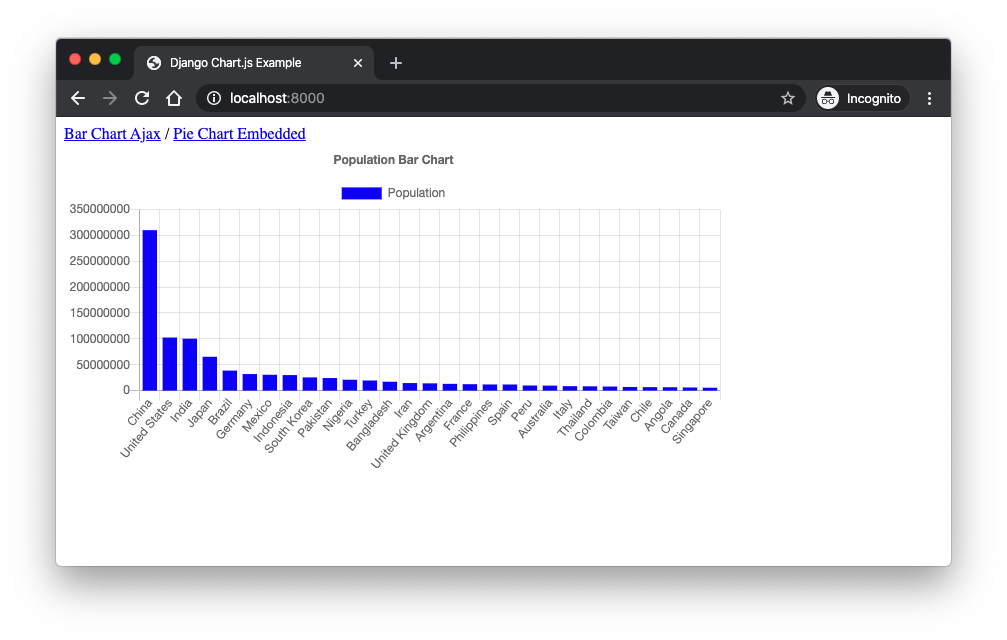 Django Chart.js Example
localhost:8000
Incognito
Bar Chart Ajax / Pie Chart Embedded
Population Bar Chart
Population
350000000
300000000
250000000
200000000
150000000
100000000
50000000
0
China
United States
India
Japan
Brazil
Germany
Mexico
Indonesia
South Korea
Pakistan
Nigeria
Turkey
Bangladesh
Iran
United Kingdom
Argentina
France
Philippines
Spain
Peru
Australia
Italy
Thailand
Colombia
Taiwan
Chile
Angola
Canada
Singapore